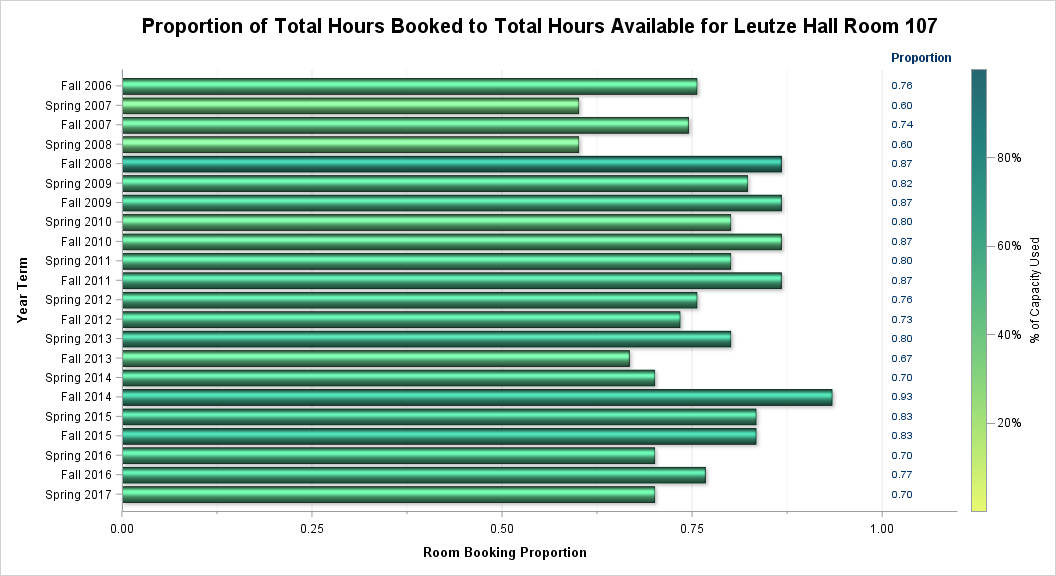 Proportion of Total Hours Booked to Total Hours Available for Leutze Hall Room 107
Proportion
Fall 2006 0.76
Spring 2007 0.60
Fall 2007 0.74
Spring 2008 0.60
Fall 2008 0.87
Spring 2009 0.82
Fall 2009 0.87
Spring 2010 0.80
Fall 2010 0.87
Spring 2011 0.80
Fall 2011 0.87
Spring 2012 0.76
Fall 2012 0.73
Spring 2013 0.80
Fall 2013 0.67
Spring 2014 0.70
Fall 2014 0.93
Spring 2015 0.83
Fall 2015 0.83
Spring 2016 0.70
Fall 2016 0.77
Spring 2017 0.70
Year Term
0.00 0.25 0.50 0.75 1.00
Room Booking Proportion
80%
60%
40%
20%
% of Capacity Used